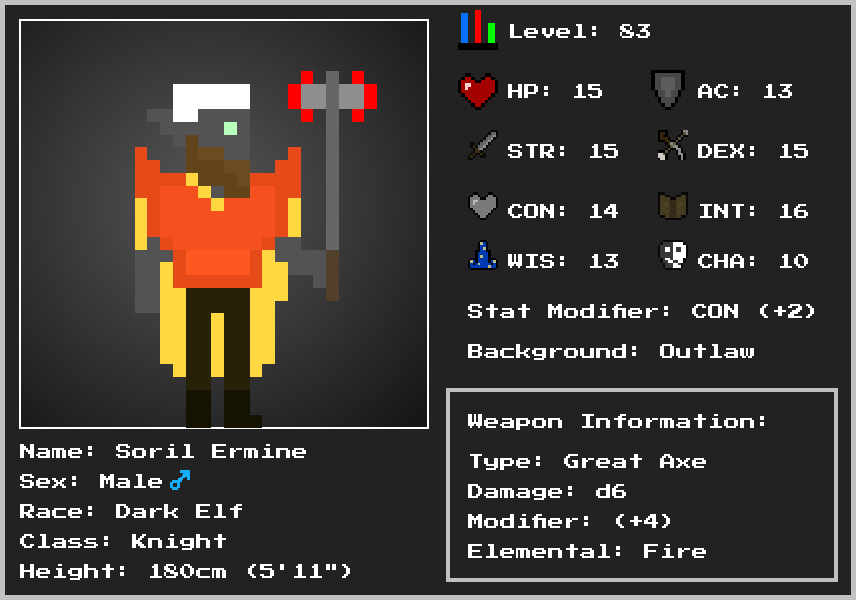 Level: 83
HP: 15
AC: 13
STR: 15
DEX: 15
CON: 14
INT: 16
WIS: 13
CHA: 10
Stat Modifier: CON (+2)
Background: Outlaw
Weapon Information:
Type: Great Axe
Damage: d6
Modifier: (+4)
Elemental: Fire
Name: Soril Ermine
Sex: Male♂
Race: Dark Elf
Class: Knight
Height: 180cm (5'11")